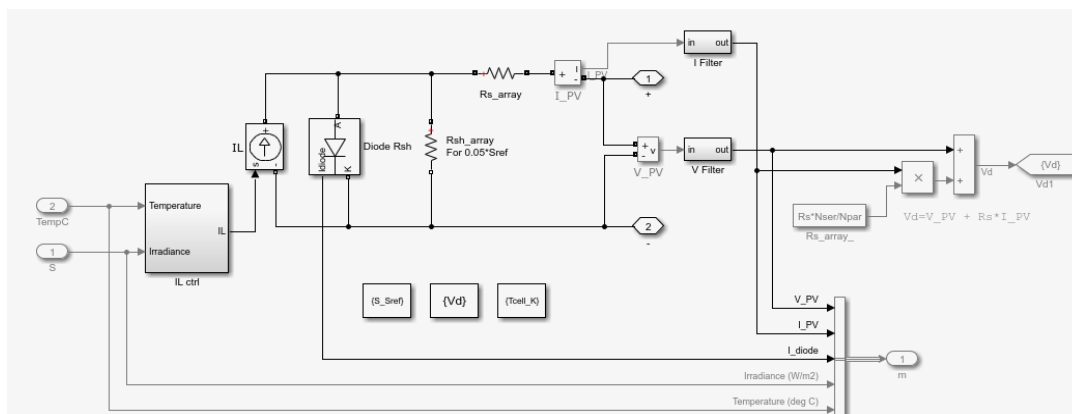 in out
I Filter
i
I_PV
+
-
I_PV
1
+
Rs_array
+
-
IL
s
A
Idiode
K
Diode Rsh
Rsh_array
For 0.05*Sref
+
-
v
V_PV
in out
V Filter
+
+
Vd
{Vd}
Vd1
×
Vd=V_PV + Rs*I_PV
Rs*Nser/Npar
Rs_array_
2
TempC
1
S
Temperature
Irradiance
IL
IL ctrl
2
-
{S_Sref}
{Vd}
{Tcell_K}
V_PV
I_PV
I_diode
Irradiance (W/m2)
Temperature (deg C)
1
m